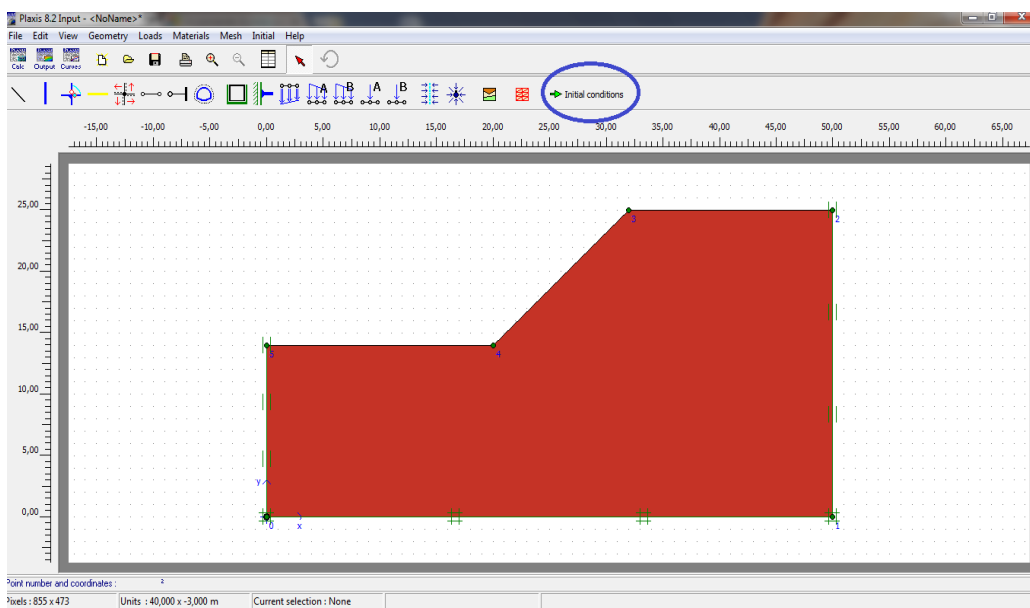 Plaxis 8.2 Input - <NoName>*
File Edit View Geometry Loads Materials Mesh Initial Help
Calc Output Curves
A B A B Initial conditions
-15,00 -10,00 -5,00 0,00 5,00 10,00 15,00 20,00 25,00 30,00 35,00 40,00 45,00 50,00 55,00 60,00 65,00
25,00
3 2
20,00
15,00
5 4
10,00
5,00
y
0,00
0 x 1
Point number and coordinates : 2
Pixels : 855 x 473 Units : 40,000 x -3,000 m Current selection : None